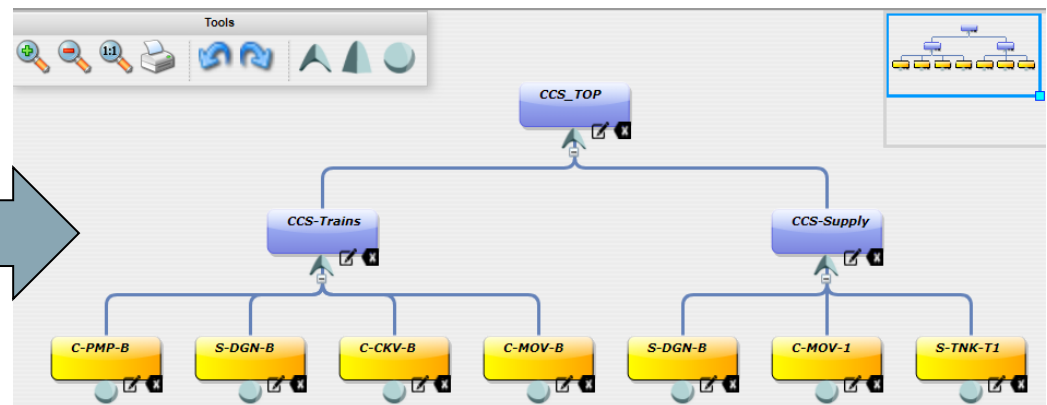 Tools
1:1
CCS_TOP
CCS-Trains
CCS-Supply
C-PMP-B
S-DGN-B
C-CKV-B
C-MOV-B
S-DGN-B
C-MOV-1
S-TNK-T1